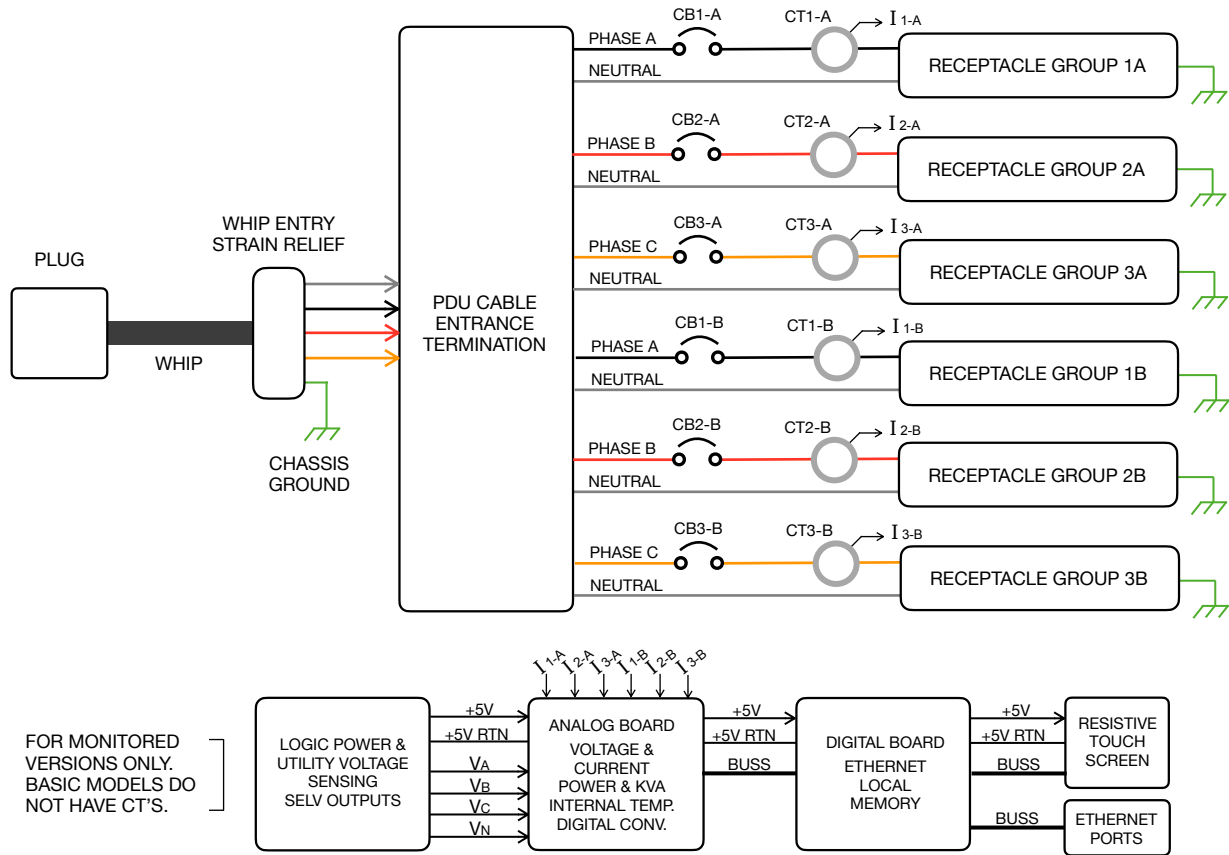 CB1-A
CT1-A
I 1-A
PHASE A
NEUTRAL
RECEPTACLE GROUP 1A
CB2-A
CT2-A
I 2-A
PHASE B
NEUTRAL
RECEPTACLE GROUP 2A
CB3-A
CT3-A
I 3-A
PHASE C
NEUTRAL
RECEPTACLE GROUP 3A
PLUG
WHIP
WHIP ENTRY
STRAIN RELIEF
CHASSIS
GROUND
PDU CABLE
ENTRANCE
TERMINATION
CB1-B
CT1-B
I 1-B
PHASE A
NEUTRAL
RECEPTACLE GROUP 1B
CB2-B
CT2-B
I 2-B
PHASE B
NEUTRAL
RECEPTACLE GROUP 2B
CB3-B
CT3-B
I 3-B
PHASE C
NEUTRAL
RECEPTACLE GROUP 3B
FOR MONITORED
VERSIONS ONLY.
BASIC MODELS DO
NOT HAVE CT'S.
LOGIC POWER &
UTILITY VOLTAGE
SENSING
SELV OUTPUTS
+5V
+5V RTN
VA
VB
VC
VN
I 1-A
I 2-A
I 3-A
I 1-B
I 2-B
I 3-B
ANALOG BOARD
VOLTAGE &
CURRENT
POWER & KVA
INTERNAL TEMP.
DIGITAL CONV.
+5V
+5V RTN
BUSS
DIGITAL BOARD
ETHERNET
LOCAL
MEMORY
+5V
+5V RTN
BUSS
BUSS
RESISTIVE
TOUCH
SCREEN
ETHERNET
PORTS